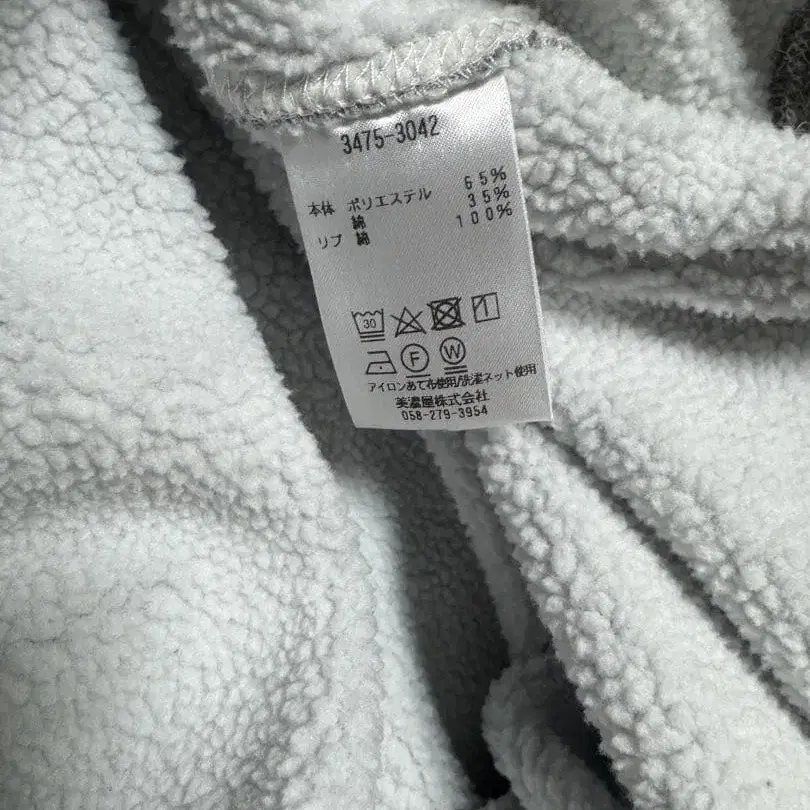 3475-3042
本体 ポリエステル 65%
綿 35%
リブ 綿 100%
30
F W
アイロンあて布使用/洗濯ネット使用
美濃屋株式会社
058-279-3954